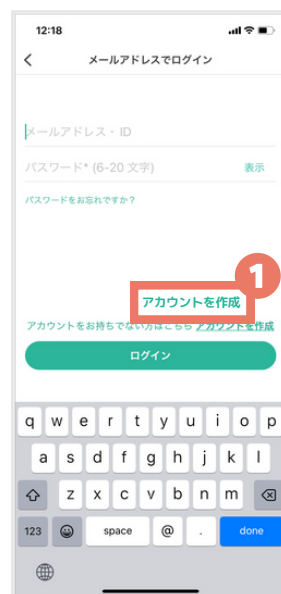 12:18
メールアドレスでログイン
メールアドレス・ID
パスワード* (6-20 文字) 表示
パスワードをお忘れですか?
1
アカウントを作成
アカウントをお持ちでない方はこちら アカウントを作成
ログイン
q w e r t y u i o p
a s d f g h j k l
z x c v b n m
123 space @ . done